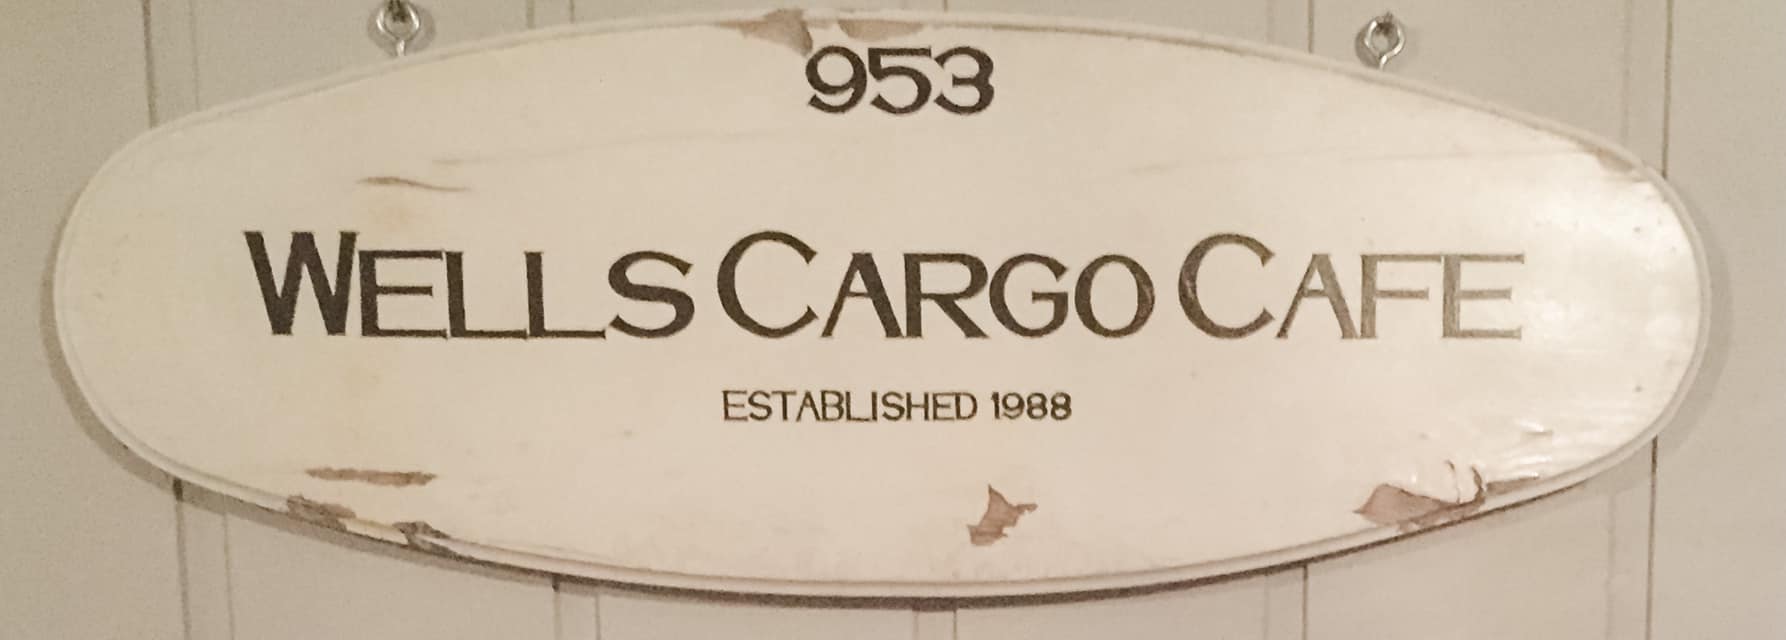 953
WELLS CARGO CAFE
ESTABLISHED 1988